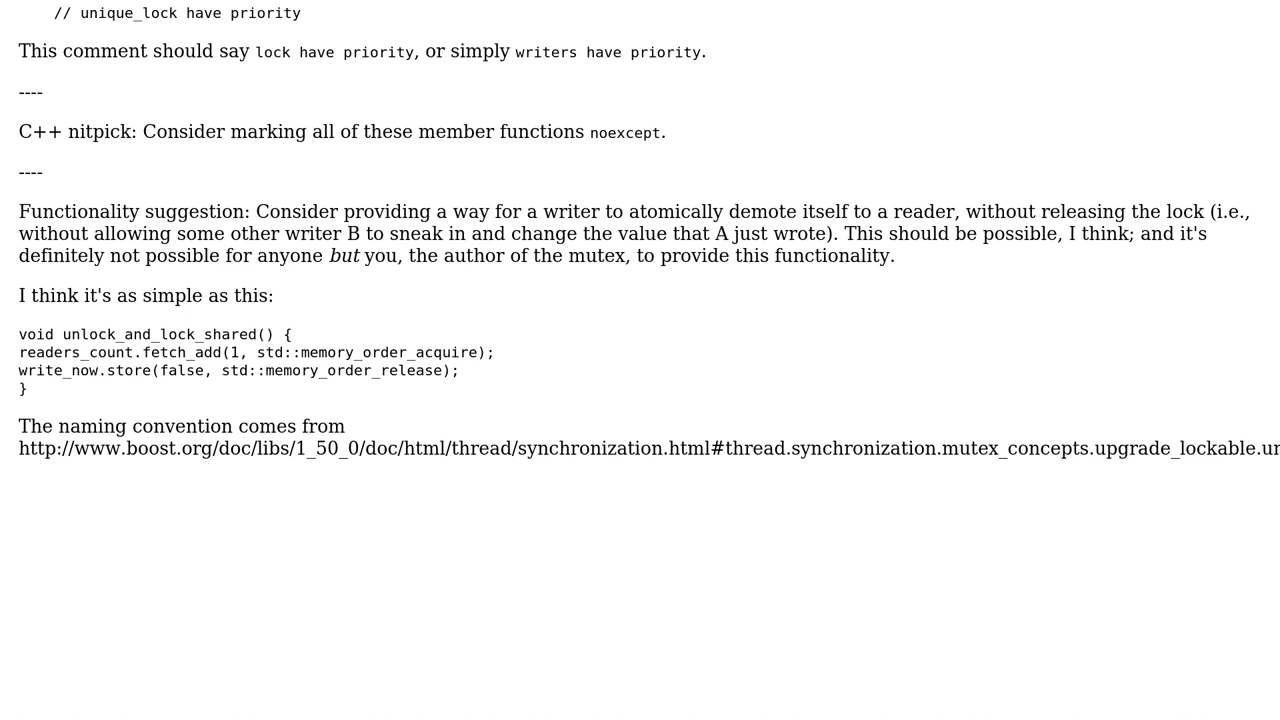 // unique_lock have priority
This comment should say lock have priority, or simply writers have priority.
----
C++ nitpick: Consider marking all of these member functions noexcept.
----
Functionality suggestion: Consider providing a way for a writer to atomically demote itself to a reader, without releasing the lock (i.e.,
without allowing some other writer B to sneak in and change the value that A just wrote). This should be possible, I think; and it's
definitely not possible for anyone but you, the author of the mutex, to provide this functionality.
I think it's as simple as this:
void unlock_and_lock_shared() {
readers_count.fetch_add(1, std::memory_order_acquire);
write_now.store(false, std::memory_order_release);
}
The naming convention comes from
http://www.boost.org/doc/libs/1_50_0/doc/html/thread/synchronization.html#thread.synchronization.mutex_concepts.upgrade_lockable.un